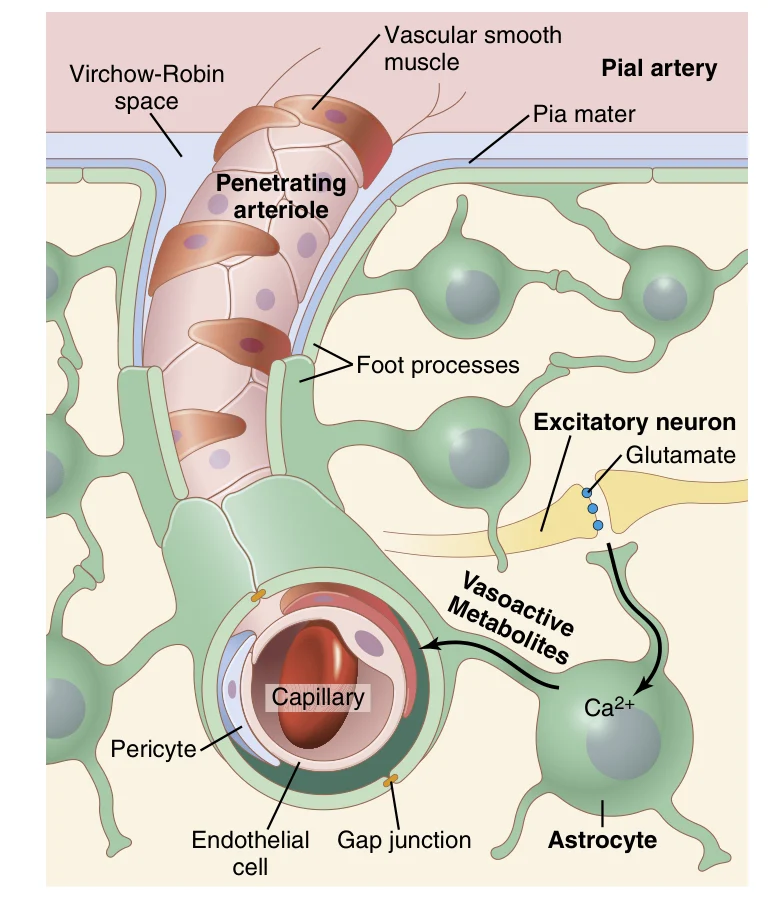 Vascular smooth
muscle
Pial artery
Virchow-Robin
space
Pia mater
Penetrating
arteriole
Foot processes
Excitatory neuron
Glutamate
Vasoactive
Metabolites
Ca2+
Capillary
Pericyte
Endothelial
cell
Gap junction
Astrocyte